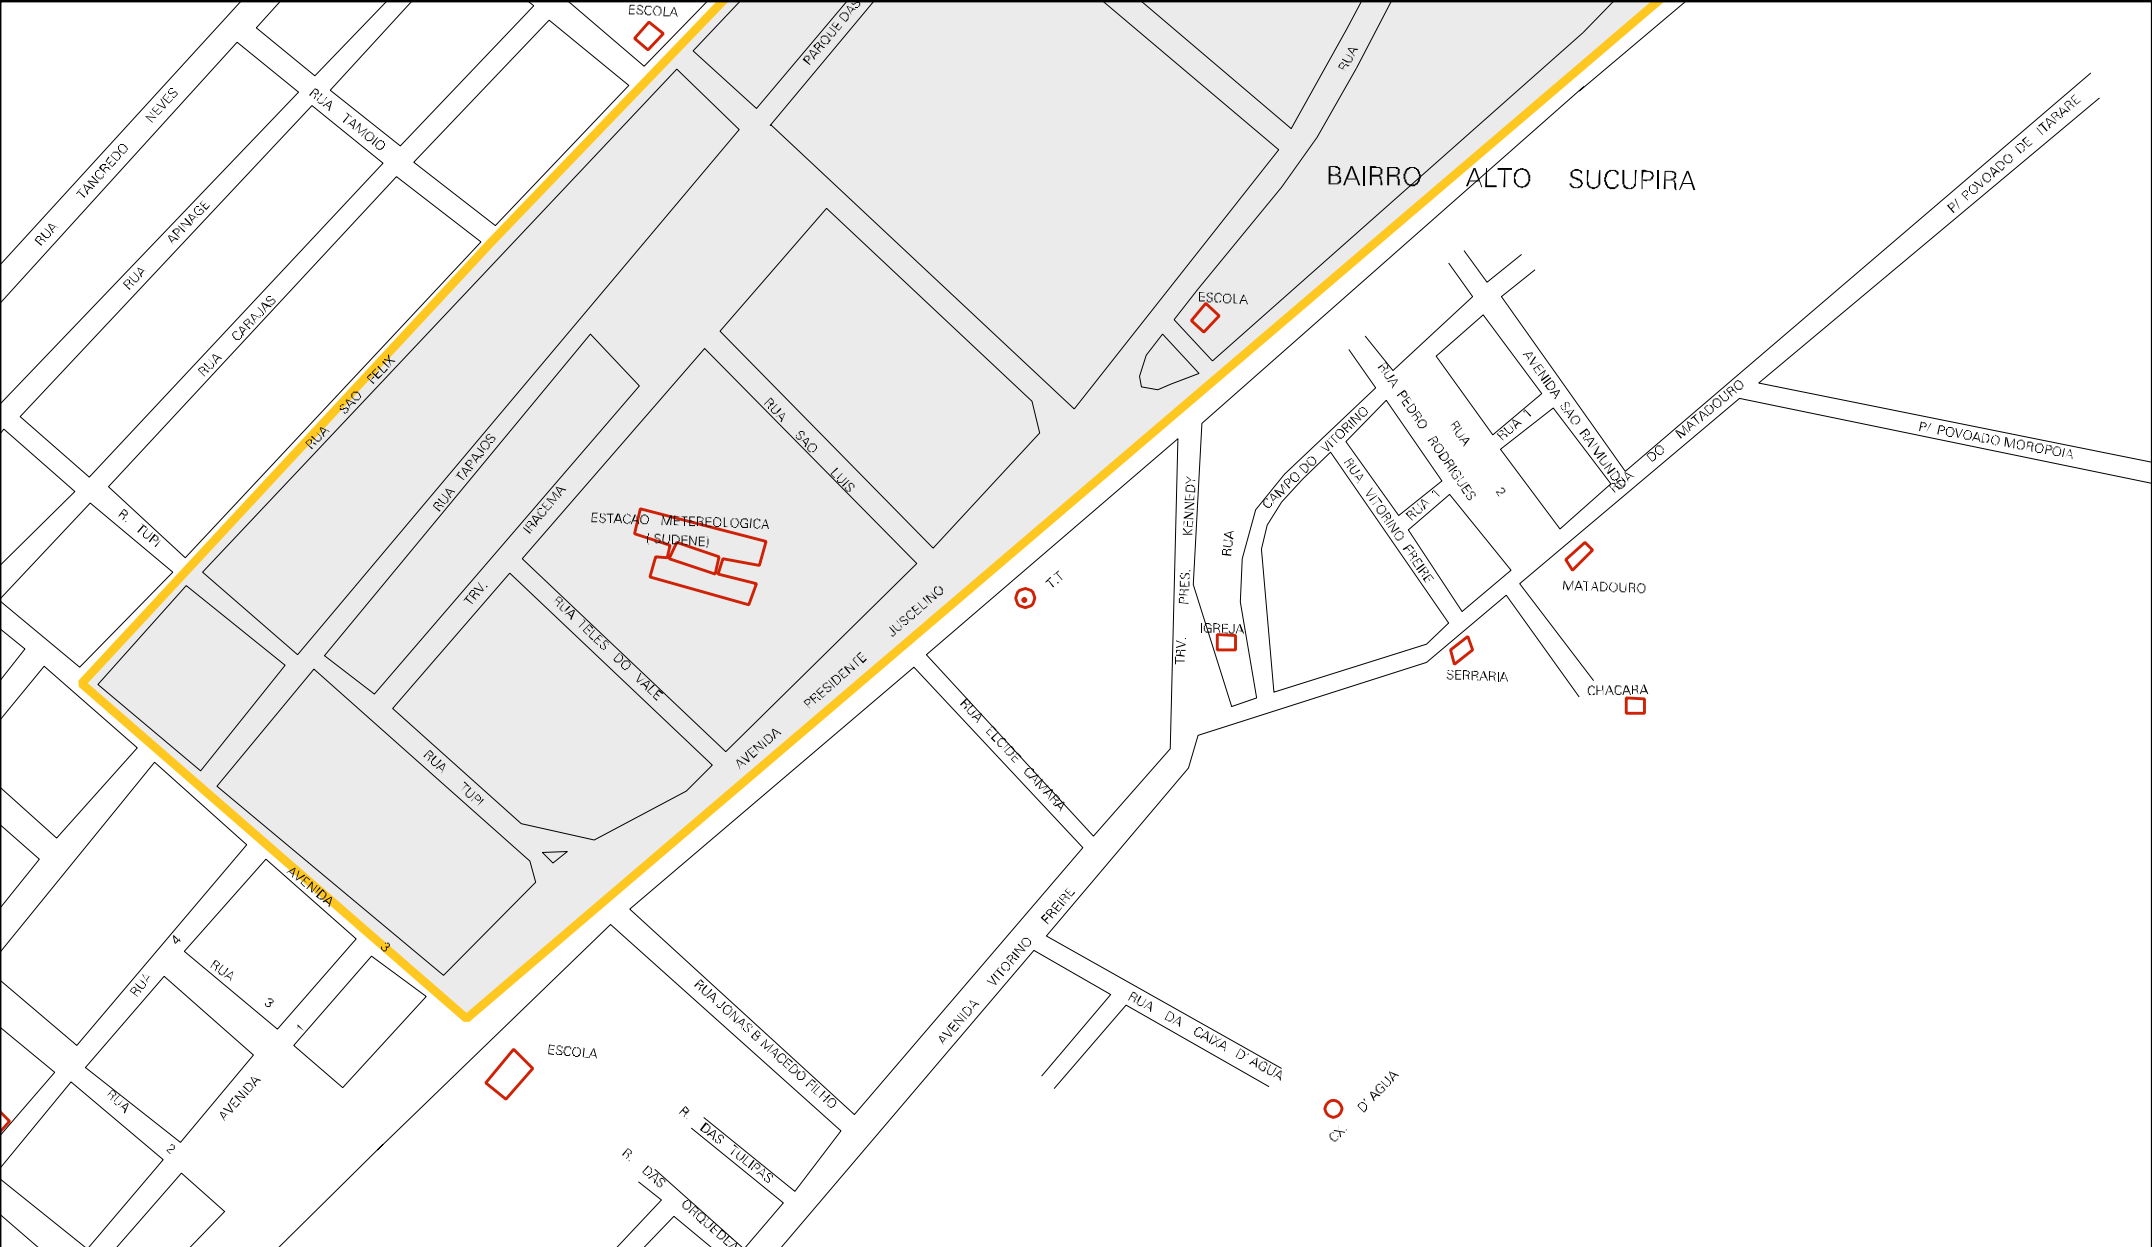 ESCOLA
PARQUE DAS
RUA
RUA TANCREDO NEVES
RUA TAMOIO
RUA APINAGE
RUA CARAJAS
RUA SAO FELIX
BAIRRO ALTO SUCUPIRA
P/ POVOADO DE ITARARE
ESCOLA
RUA TAPAJOS
TRV. IRACEMA
RUA SAO LUIS
ESTACAO METEREOLOGICA
( SUDENE)
R. TUPI
RUA TELES DO VALE
RUA TUPI
AVENIDA PRESIDENTE JUSCELINO
T.T
TRV. PRES. KENNEDY
RUA CAMPO DO VITORINO
RUA PEDRO RODRIGUES
RUA VITORINO FREIRE
RUA 1
RUA 2
RUA 1
AVENIDA SAO RAIMUNDO
RUA DO MATADOURO
P/ POVOADO MOROPOIA
MATADOURO
IGREJA
SERRARIA
CHACARA
RUA ELCIDE CAMARA
AVENIDA 3
RUA 4
RUA 3
AVENIDA 1
RUA 2
ESCOLA
RUA JONAS B MACEDO FILHO
AVENIDA VITORINO FREIRE
RUA DA CAIXA D'AGUA
CX. D'AGUA
R. DAS TULIPAS
R. DAS